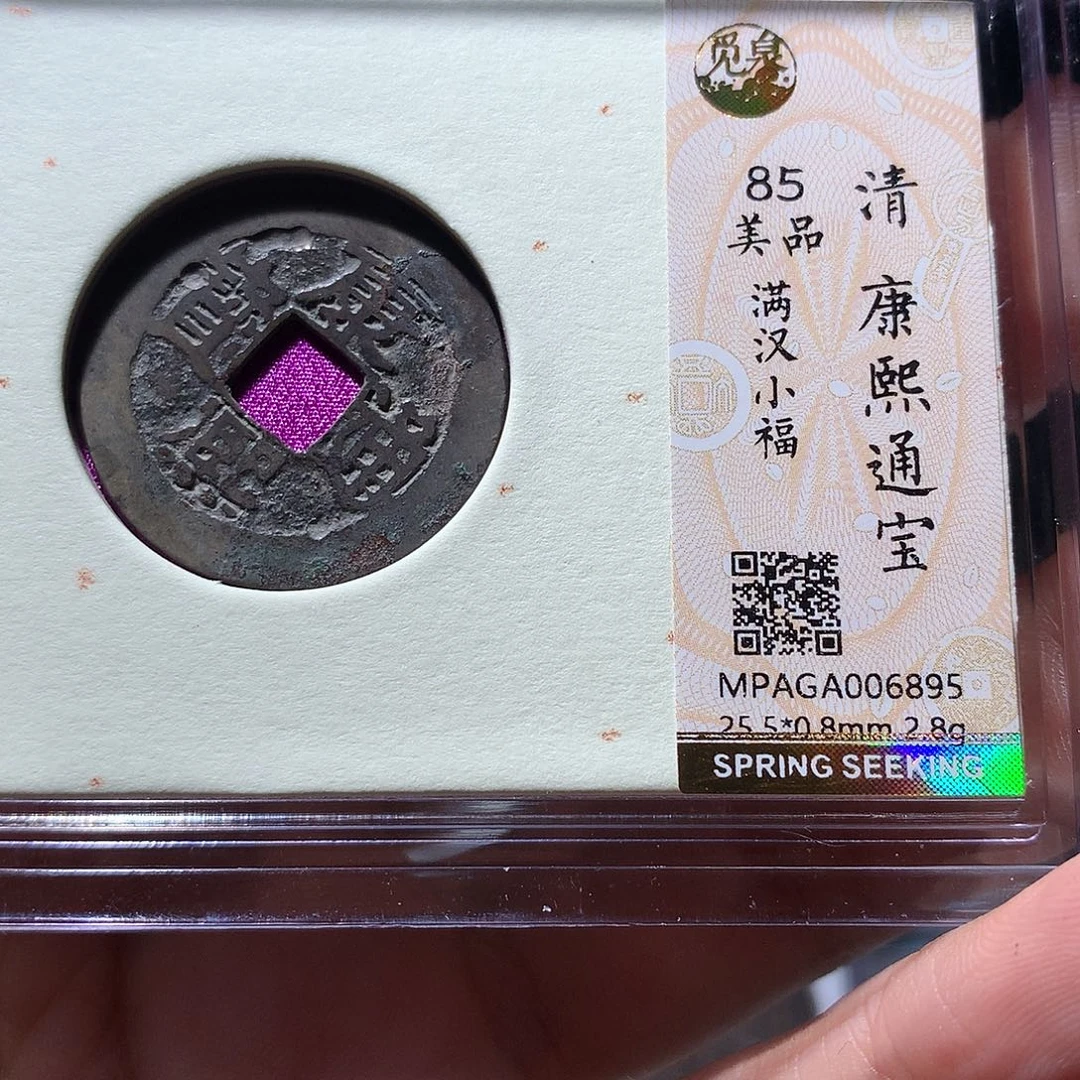 觅泉
清 康熙通宝
85
美品
满汉小福
MPAGA006895
25.5*0.8mm 2.8g
SPRING SEEKING